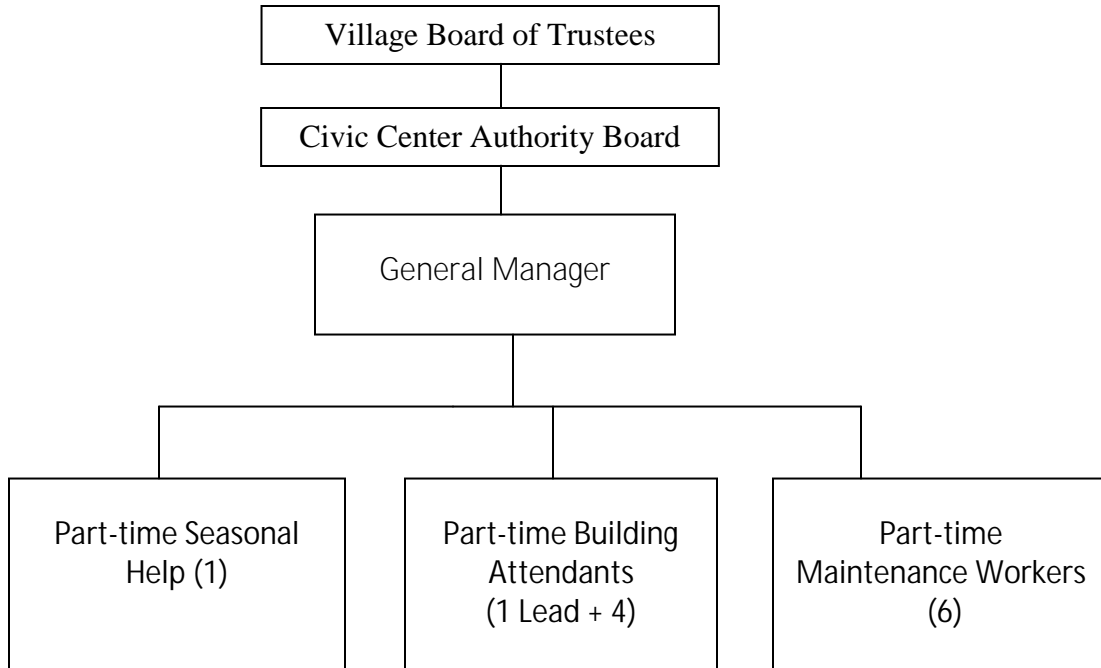 Village Board of Trustees
Civic Center Authority Board
General Manager
Part-time Seasonal
Help (1)
Part-time Building
Attendants
(1 Lead + 4)
Part-time
Maintenance Workers
(6)